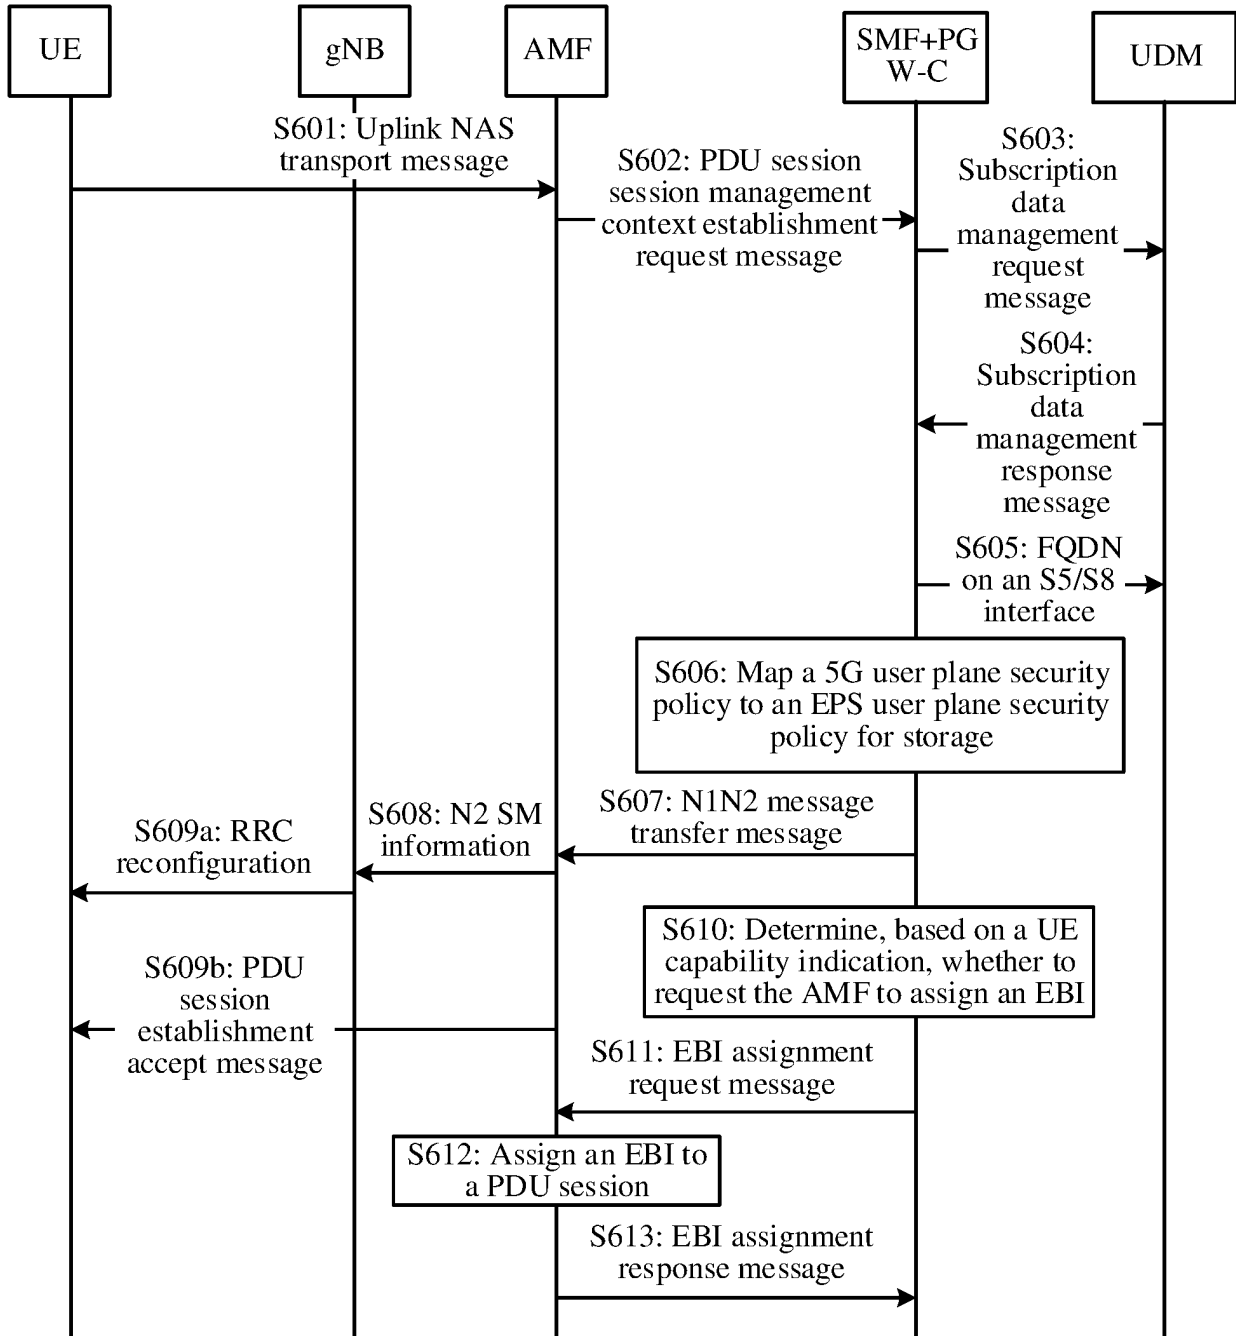 UE
gNB
AMF
SMF+PG
W-C
UDM
S601: Uplink NAS
transport message
S602: PDU session
session management
context establishment
request message
S603:
Subscription
data
management
request
message
S604:
Subscription
data
management
response
message
S605: FQDN
on an S5/S8
interface
S606: Map a 5G user plane security
policy to an EPS user plane security
policy for storage
S607: N1N2 message
transfer message
S608: N2 SM
information
S609a: RRC
reconfiguration
S610: Determine, based on a UE
capability indication, whether to
request the AMF to assign an EBI
S609b: PDU
session
establishment
accept message
S611: EBI assignment
request message
S612: Assign an EBI to
a PDU session
S613: EBI assignment
response message